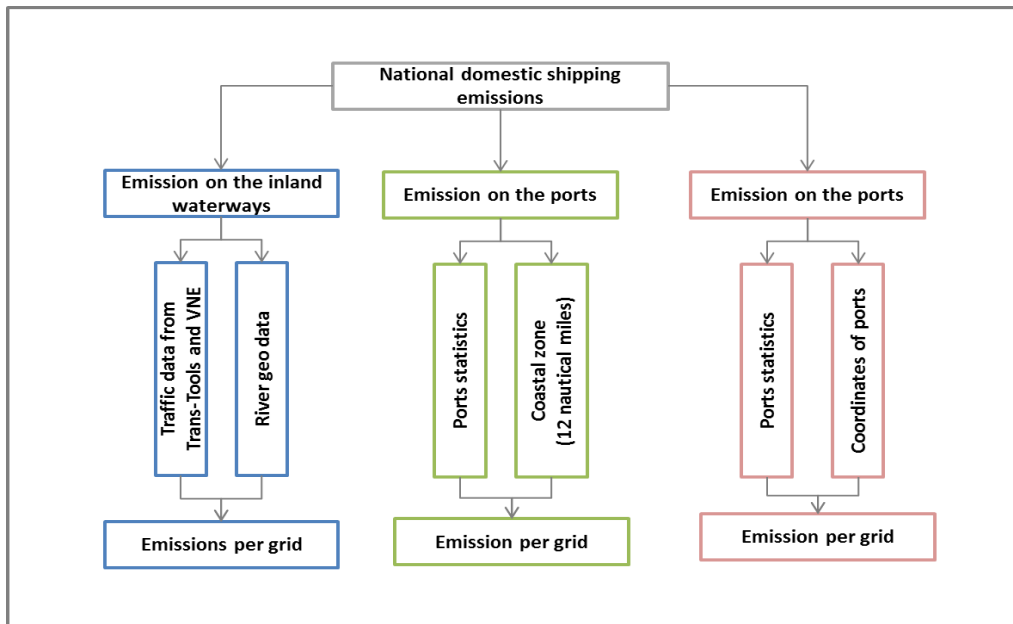 National domestic shipping
emissions
Emission on the inland
waterways
Emission on the ports
Emission on the ports
Traffic data from
Trans-Tools and VNE
River geo data
Ports statistics
Coastal zone
(12 nautical miles)
Ports statistics
Coordinates of ports
Emissions per grid
Emission per grid
Emission per grid